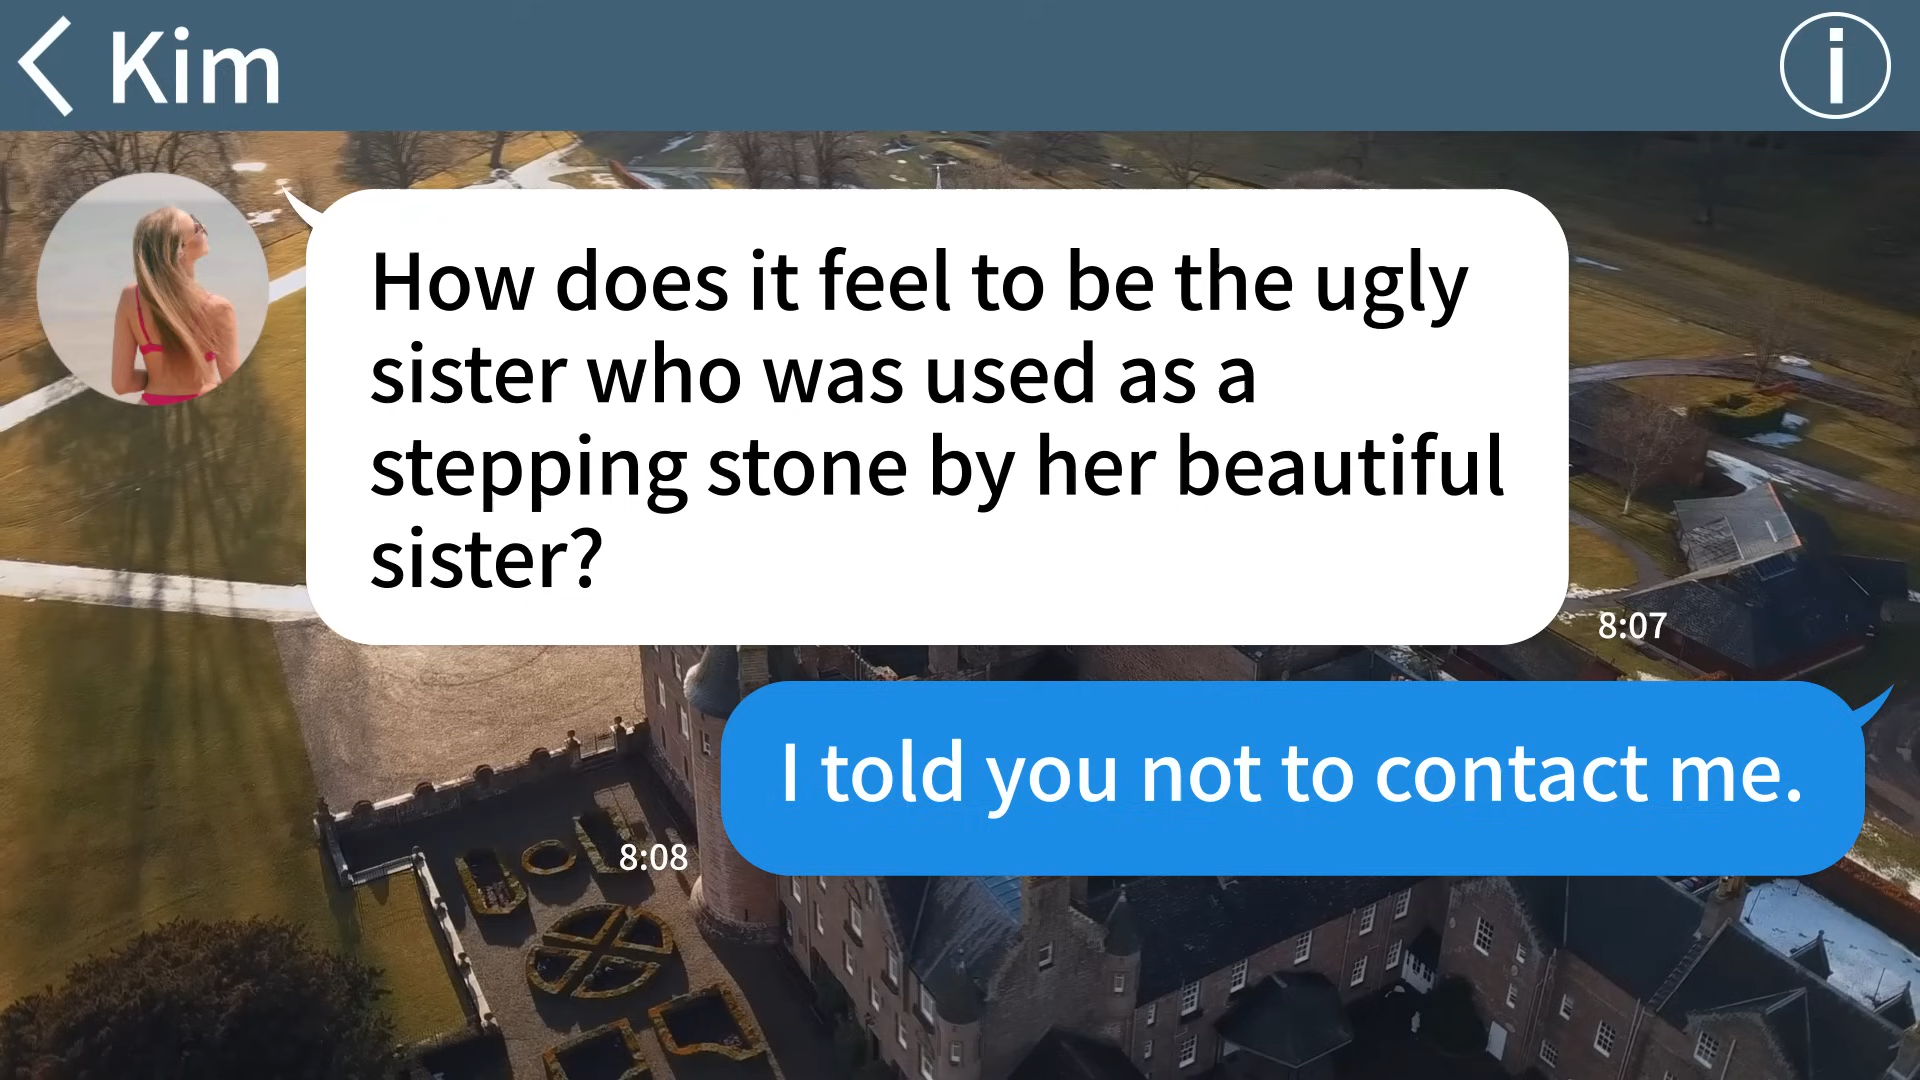 Kim
i
How does it feel to be the ugly
sister who was used as a
stepping stone by her beautiful
sister?
8:07
I told you not to contact me.
8:08